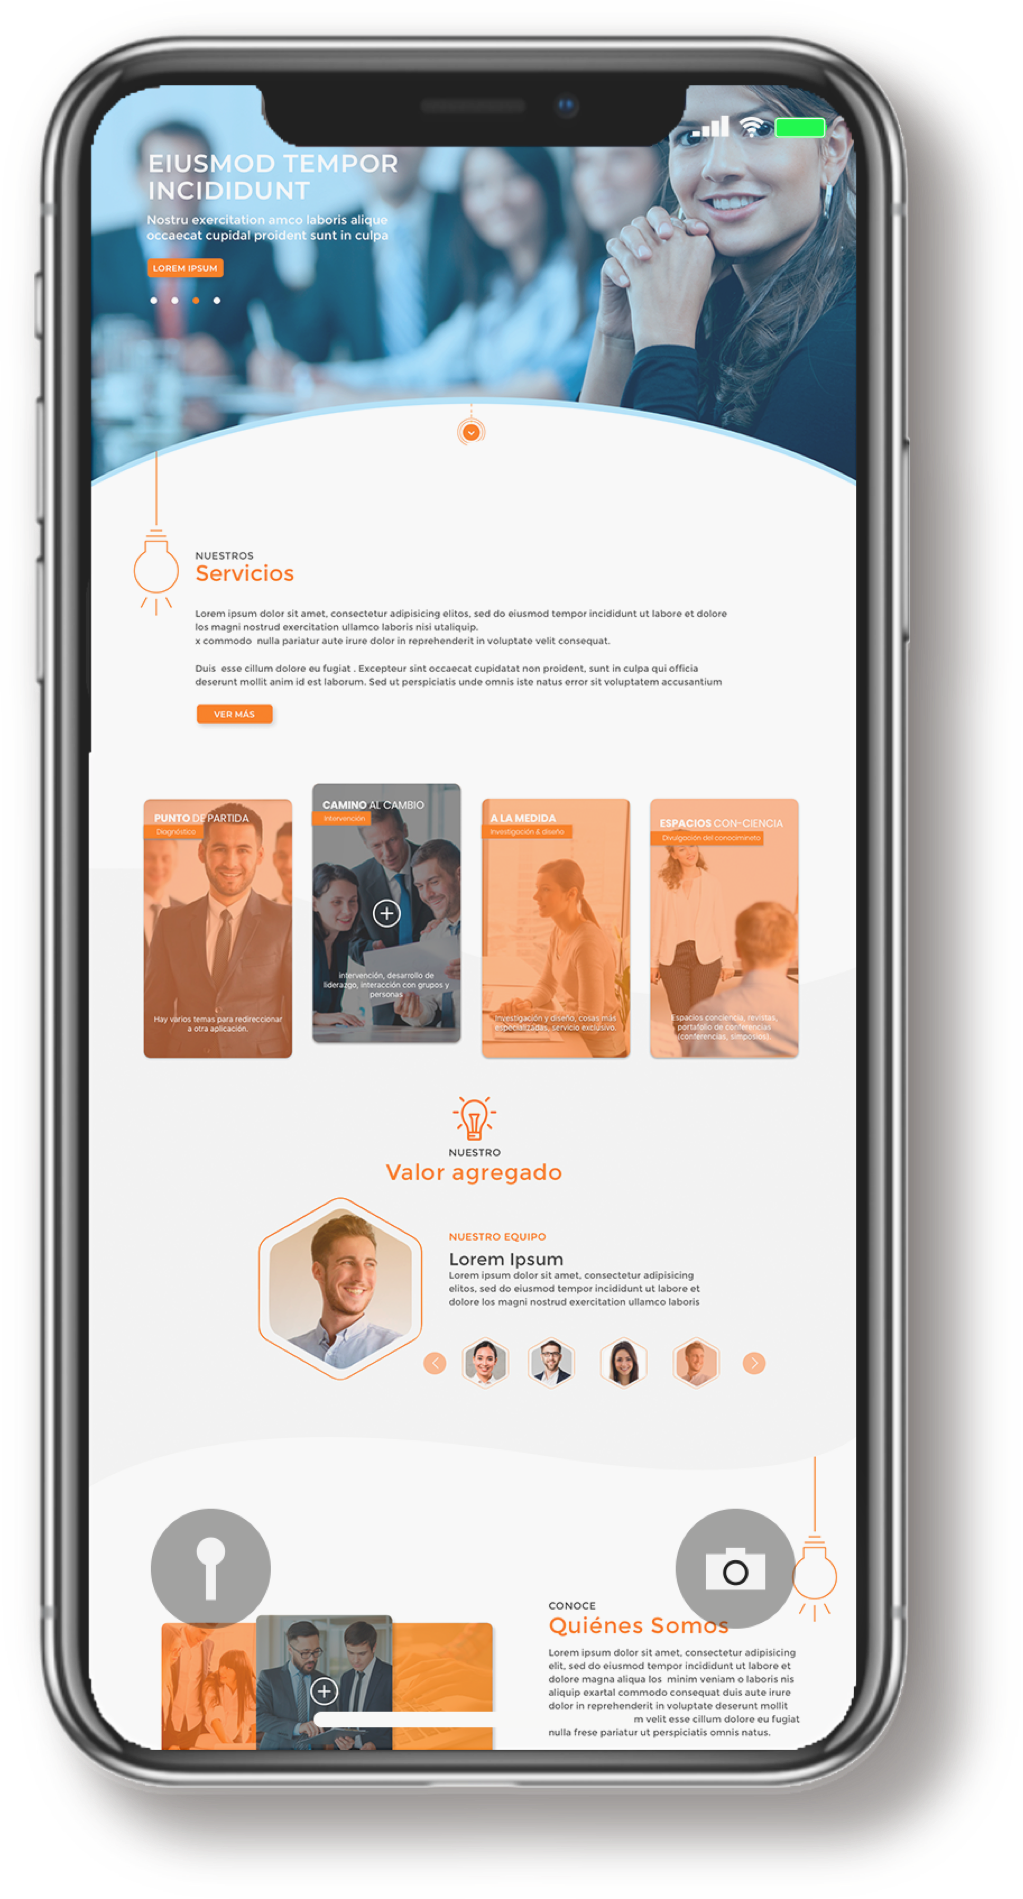 EIUSMOD TEMPOR
INCIDIDUNT
Nostru exercitation amco laboris alique
occaecat cupidal proident sunt in culpa
LOREM IPSUM
NUESTROS
Servicios
Lorem ipsum dolor sit amet, consectetur adipisicing elitos, sed do eiusmod tempor incididunt ut labore et dolore
los magni nostrud exercitation ullamco laboris nisi utaliquip.
x commodo nulla pariatur aute irure dolor in reprehenderit in voluptate velit consequat.
Duis esse cillum dolore eu fugiat . Excepteur sint occaecat cupidatat non proident, sunt in culpa qui officia
deserunt mollit anim id est laborum. Sed ut perspiciatis unde omnis iste natus error sit voluptatem accusantium
VER MÁS
PUNTO DE PARTIDA
Diagnóstico
Hay varios temas para redireccionar
a otra aplicación.
CAMINO AL CAMBIO
Intervención
intervención, desarrollo de
liderazgo, interacción con grupos y
personas
A LA MEDIDA
Investigación & diseño
Investigación y diseño, cosas más
especializadas, servicio exclusivo.
ESPACIOS CON-CIENCIA
Divulgación del conocimineto
Espacios conciencia, revistas,
portafolio de conferencias
(conferencias, simposios).
NUESTRO
Valor agregado
NUESTRO EQUIPO
Lorem Ipsum
Lorem ipsum dolor sit amet, consectetur adipisicing
elitos, sed do eiusmod tempor incididunt ut labore et
dolore los magni nostrud exercitation ullamco laboris
CONOCE
Quiénes Somos
Lorem ipsum dolor sit amet, consectetur adipisicing
elit, sed do eiusmod tempor incididunt ut labore et
dolore magna aliqua los minim veniam o laboris nis
aliquip exartal commodo consequat duis aute irure
dolor in reprehenderit in voluptate deserunt mollit
m velit esse cillum dolore eu fugiat
nulla frese pariatur ut perspiciatis omnis natus.